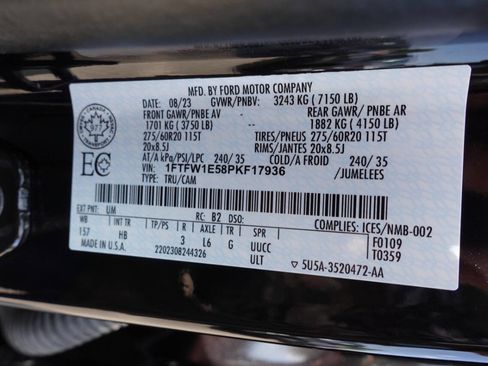 MFD. BY FORD MOTOR COMPANY
DATE: 08/23 GVWR/PNBV: 3243 KG ( 7150 LB)
FRONT GAWR/PNBE AV REAR GAWR/ PNBE AR
1701 KG ( 3750 LB) 1882 KG ( 4150 LB)
275/60R20 115T TIRES/PNEUS 275/60R20 115T
20x8.5J RIMS/JANTES 20x8.5J
AT/A kPa/PSI/LPC 240/ 35 COLD/A FROID 240/ 35
VIN: 1FTFW1E58PKF17936 /JUMELEES
TYPE: TRU/CAM
CANADA
EC
EXT PNT: UM RC: B2 DSO: COMPLIES: ICES/NMB-002
WB INT TR TP/PS R AXLE TR SPR F0109
157 HB 3 L6 G UUCC T0359
MADE IN U.S.A. 2202308244326 ULT 5U5A-3520472-AA